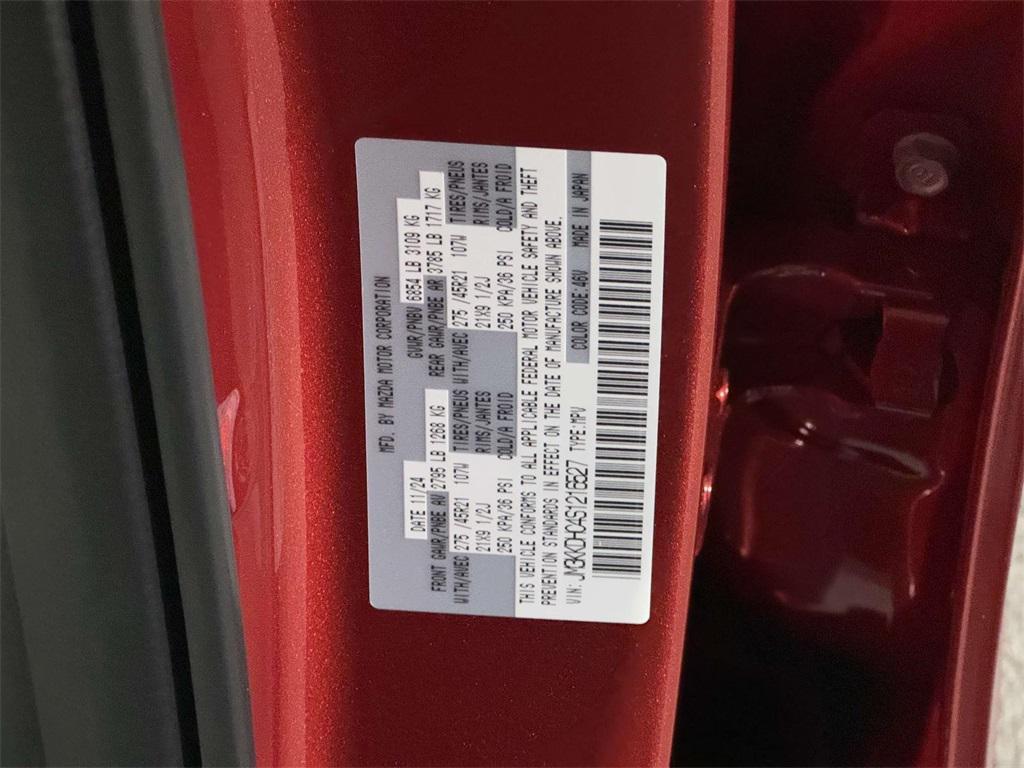 MFD. BY MAZDA MOTOR CORPORATION
DATE 11/24 GVWR/PNBV 6854 LB 3109 KG
FRONT GAWR/PNBE AV 2795 LB 1268 KG REAR GAWR/PNBE AR 3785 LB 1717 KG
WITH/AVEC 275 /45R21 107W TIRES/PNEUS WITH/AVEC 275 /45R21 107W TIRES/PNEUS
21X9 1/2J RIMS/JANTES 21X9 1/2J RIMS/JANTES
250 KPA/36 PSI COLD/A FROID 250 KPA/36 PSI COLD/A FROID
THIS VEHICLE CONFORMS TO ALL APPLICABLE FEDERAL MOTOR VEHICLE SAFETY AND THEFT
PREVENTION STANDARDS IN EFFECT ON THE DATE OF MANUFACTURE SHOWN ABOVE.
VIN: JM3KKDHC4S1215527 TYPE:MPV COLOR CODE:46V MADE IN JAPAN